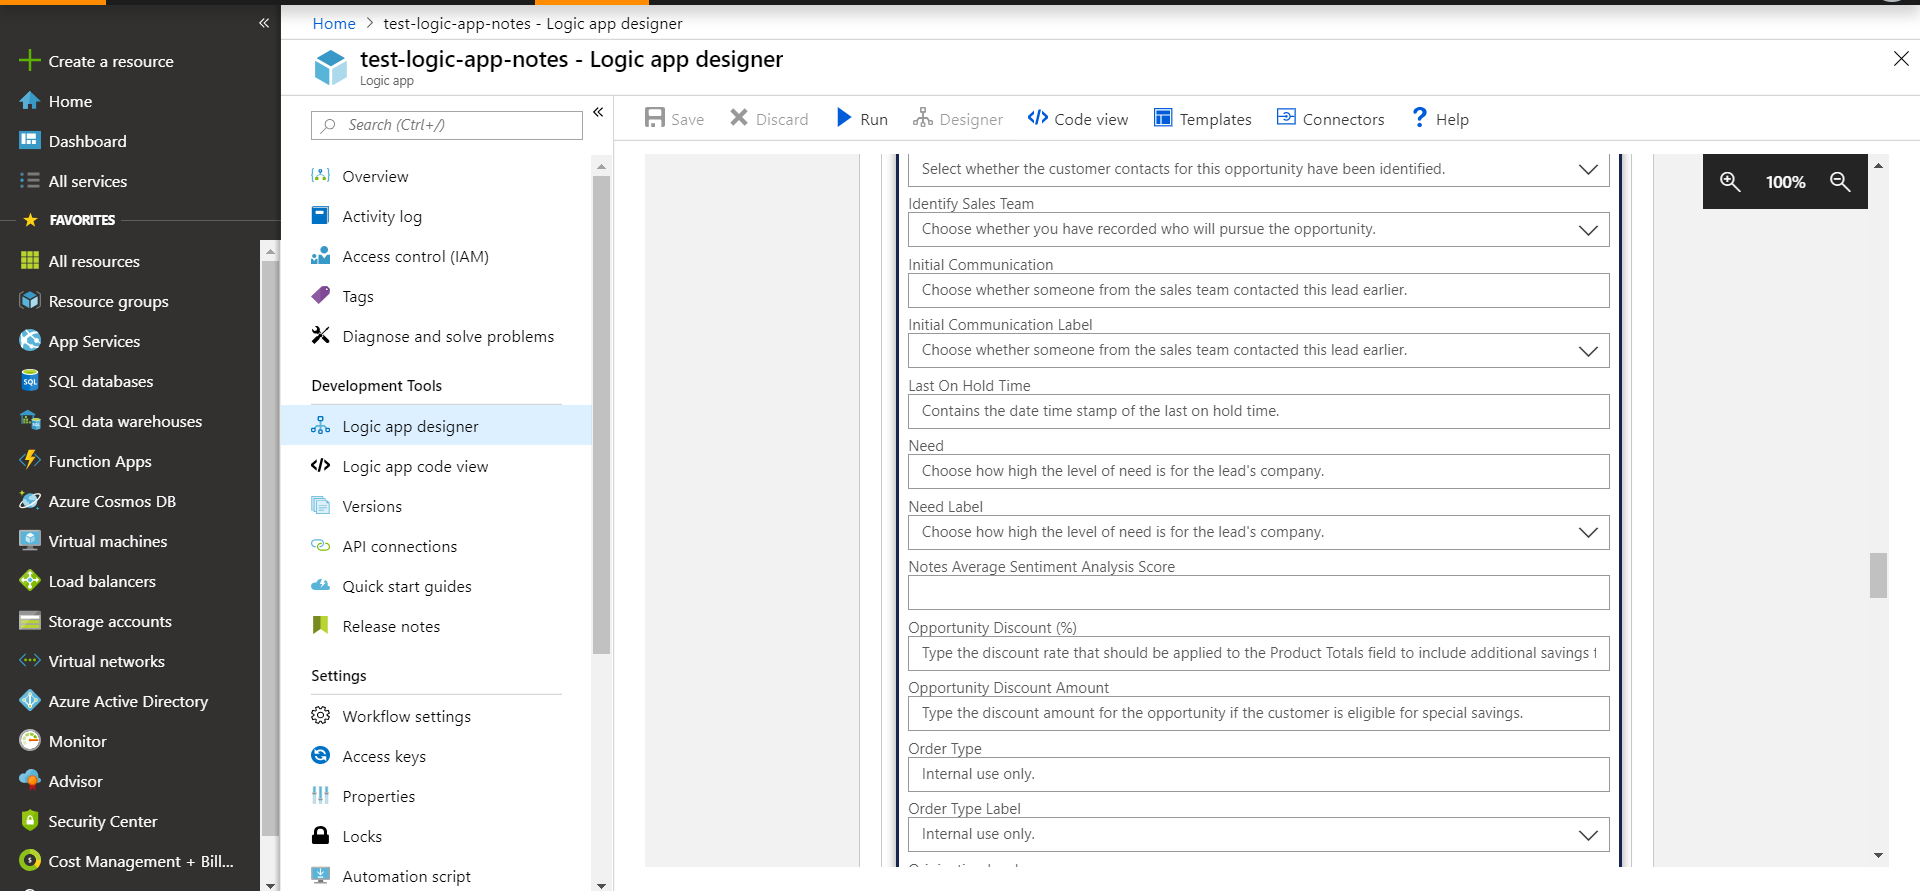 Home > test-logic-app-notes - Logic app designer
test-logic-app-notes - Logic app designer
Logic app
Create a resource
Home
Dashboard
All services
FAVORITES
All resources
Resource groups
App Services
SQL databases
SQL data warehouses
Function Apps
Azure Cosmos DB
Virtual machines
Load balancers
Storage accounts
Virtual networks
Azure Active Directory
Monitor
Advisor
Security Center
Cost Management + Bill...
Search (Ctrl+/)
Overview
Activity log
Access control (IAM)
Tags
Diagnose and solve problems
Development Tools
Logic app designer
Logic app code view
Versions
API connections
Quick start guides
Release notes
Settings
Workflow settings
Access keys
Properties
Locks
Automation script
Save Discard Run Designer Code view Templates Connectors Help
100%
Select whether the customer contacts for this opportunity have been identified.
Identify Sales Team
Choose whether you have recorded who will pursue the opportunity.
Initial Communication
Choose whether someone from the sales team contacted this lead earlier.
Initial Communication Label
Choose whether someone from the sales team contacted this lead earlier.
Last On Hold Time
Contains the date time stamp of the last on hold time.
Need
Choose how high the level of need is for the lead's company.
Need Label
Choose how high the level of need is for the lead's company.
Notes Average Sentiment Analysis Score
Opportunity Discount (%)
Type the discount rate that should be applied to the Product Totals field to include additional savings
Opportunity Discount Amount
Type the discount amount for the opportunity if the customer is eligible for special savings.
Order Type
Internal use only.
Order Type Label
Internal use only.